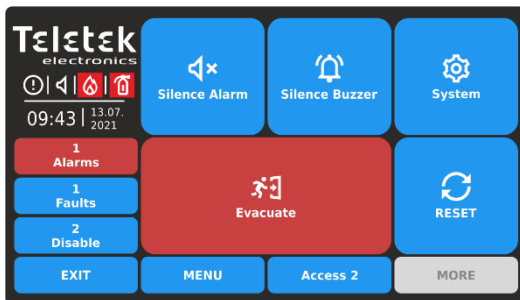 Teletek
electronics
09:43
13.07.
2021
1
Alarms
1
Faults
2
Disable
EXIT
Silence Alarm
Silence Buzzer
System
Evacuate
RESET
MENU
Access 2
MORE